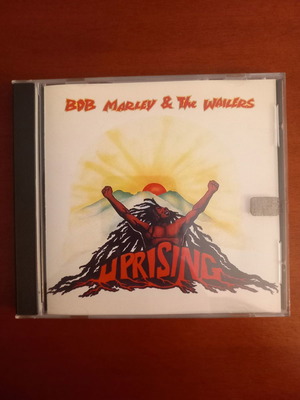 BOB MARLEY & THE WAILERS
UPRISING